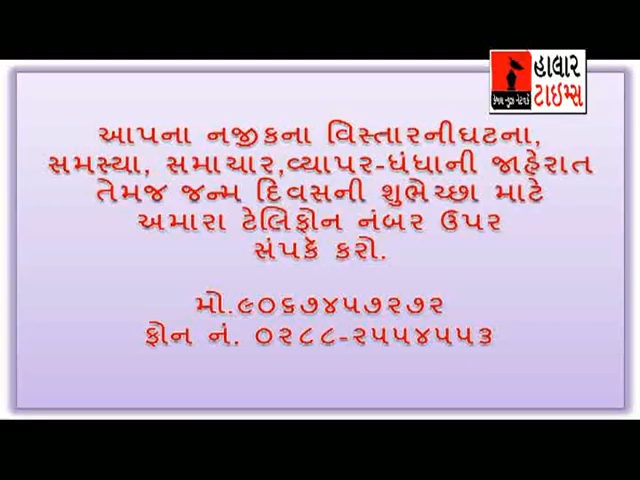 હાલાર
ટાઇમ્સ
આપના નજીકના વિસ્તારનીઘટના,
સમસ્યા, સમાચાર,વ્યાપર-ધંધાની જાહેરાત
તેમજ જન્મ દિવસની શુભેચ્છા માટે
અમારા ટેલિફોન નંબર ઉપર
સંપર્ક કરો.
મો.૯૦૬૭૪૫૭૨૭૨
ફોન નં. ૦૨૮૮-૨૫૫૪૫૫૩